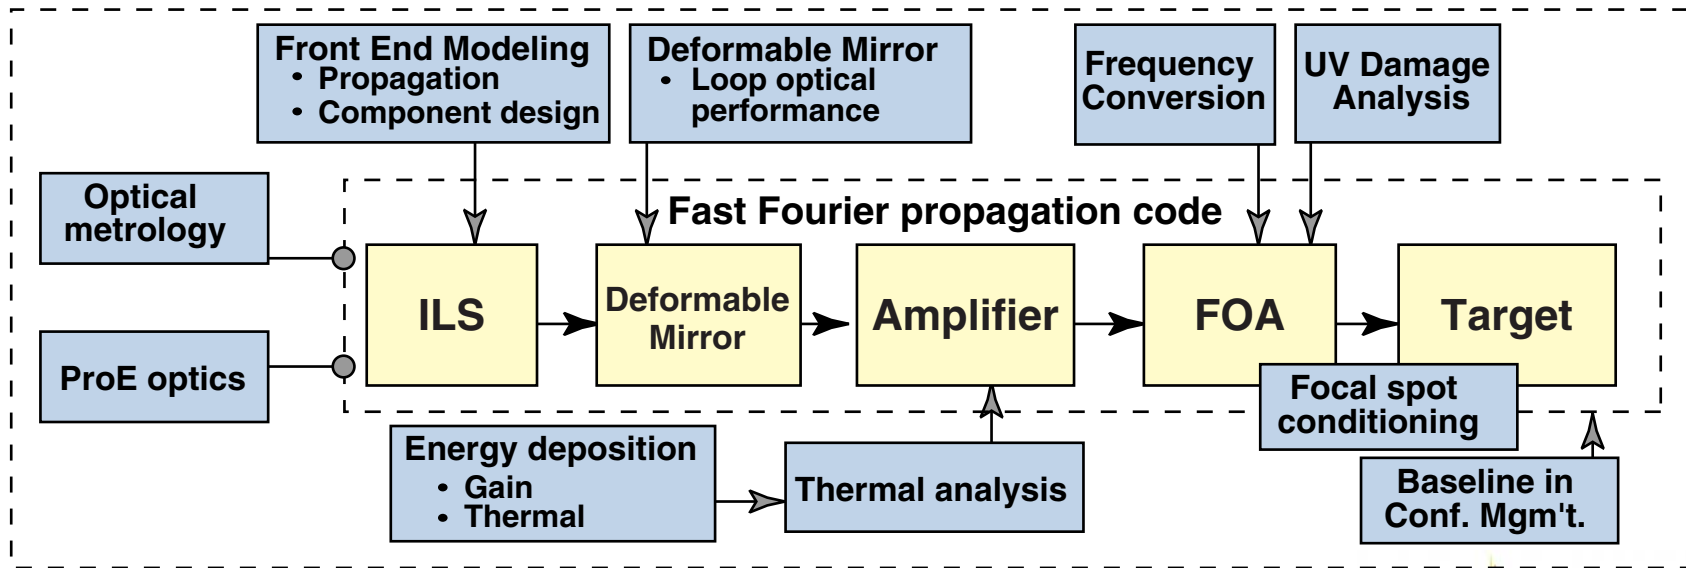 Front End Modeling
• Propagation
• Component design
Deformable Mirror
• Loop optical
performance
Frequency
Conversion
UV Damage
Analysis
Optical
metrology
Fast Fourier propagation code
ILS
Deformable
Mirror
Amplifier
FOA
Target
ProE optics
Focal spot
conditioning
Energy deposition
• Gain
• Thermal
Thermal analysis
Baseline in
Conf. Mgm't.